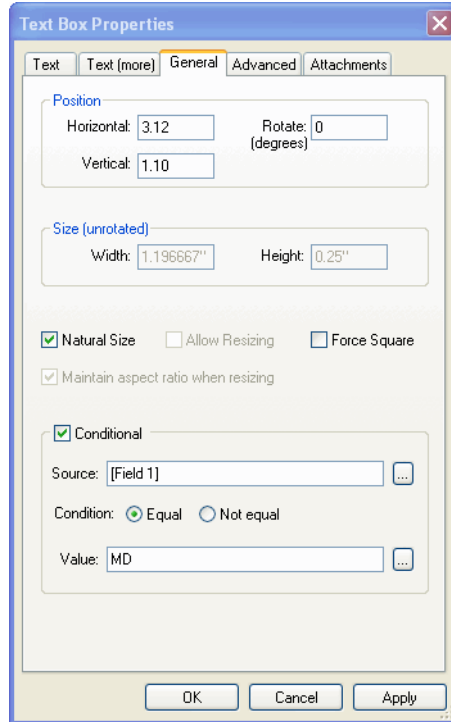 Text Box Properties
Text Text (more) General Advanced Attachments
Position
Horizontal: 3.12 Rotate: 0
(degrees)
Vertical: 1.10
Size (unrotated)
Width: 1.196667" Height: 0.25"
Natural Size Allow Resizing Force Square
Maintain aspect ratio when resizing
Conditional
Source: [Field 1] ...
Condition: Equal Not equal
Value: MD ...
OK Cancel Apply